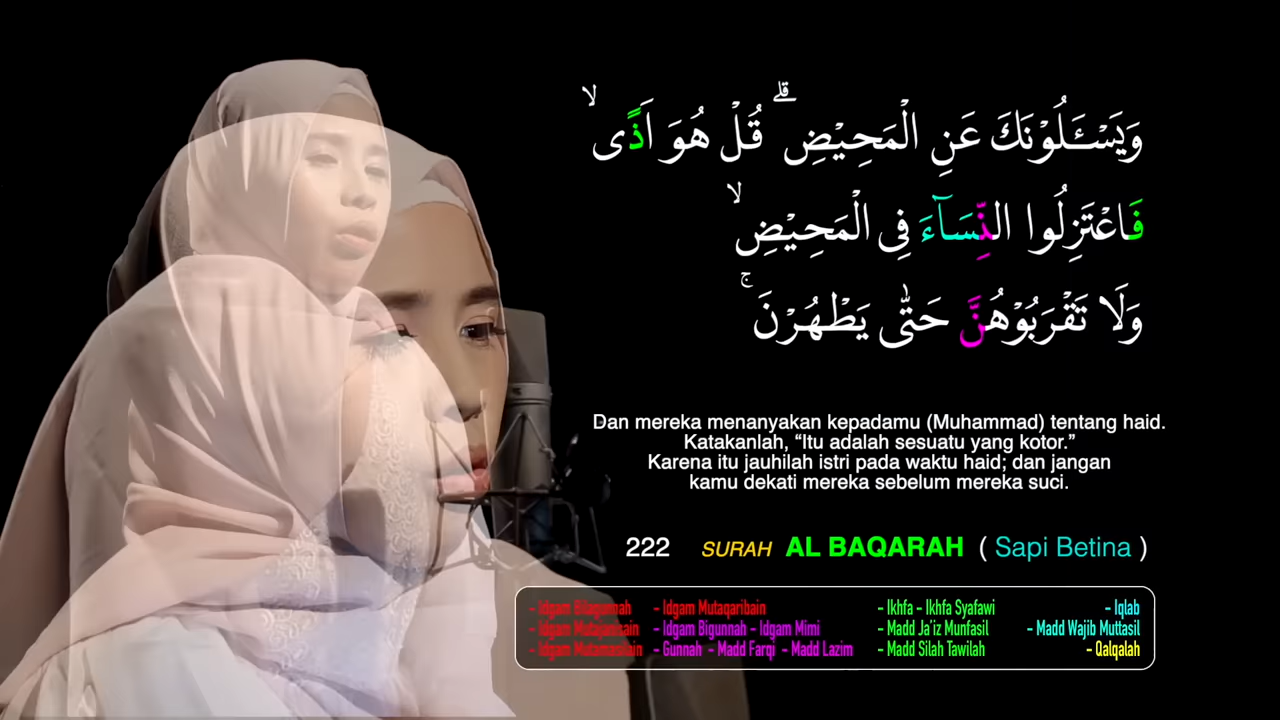 وَيَسْـَٔلُوْنَكَ عَنِ الْمَحِيْضِ ۗ قُلْ هُوَ اَذًىۙ
فَاعْتَزِلُوا النِّسَاۤءَ فِى الْمَحِيْضِۙ
وَلَا تَقْرَبُوْهُنَّ حَتّٰى يَطْهُرْنَ ۚ
Dan mereka menanyakan kepadamu (Muhammad) tentang haid.
Katakanlah, “Itu adalah sesuatu yang kotor.”
Karena itu jauhilah istri pada waktu haid; dan jangan
kamu dekati mereka sebelum mereka suci.
222 SURAH AL BAQARAH ( Sapi Betina )
- Idgam Bilagunnah - Idgam Mutaqaribain - Ikhfa - Ikhfa Syafawi - Iqlab
- Idgam Mutajanisain - Idgam Bigunnah - Idgam Mimi - Madd Ja'iz Munfasil - Madd Wajib Muttasil
- Idgam Mutamasilain - Gunnah - Madd Farqi - Madd Lazim - Madd Silah Tawilah - Qalqalah